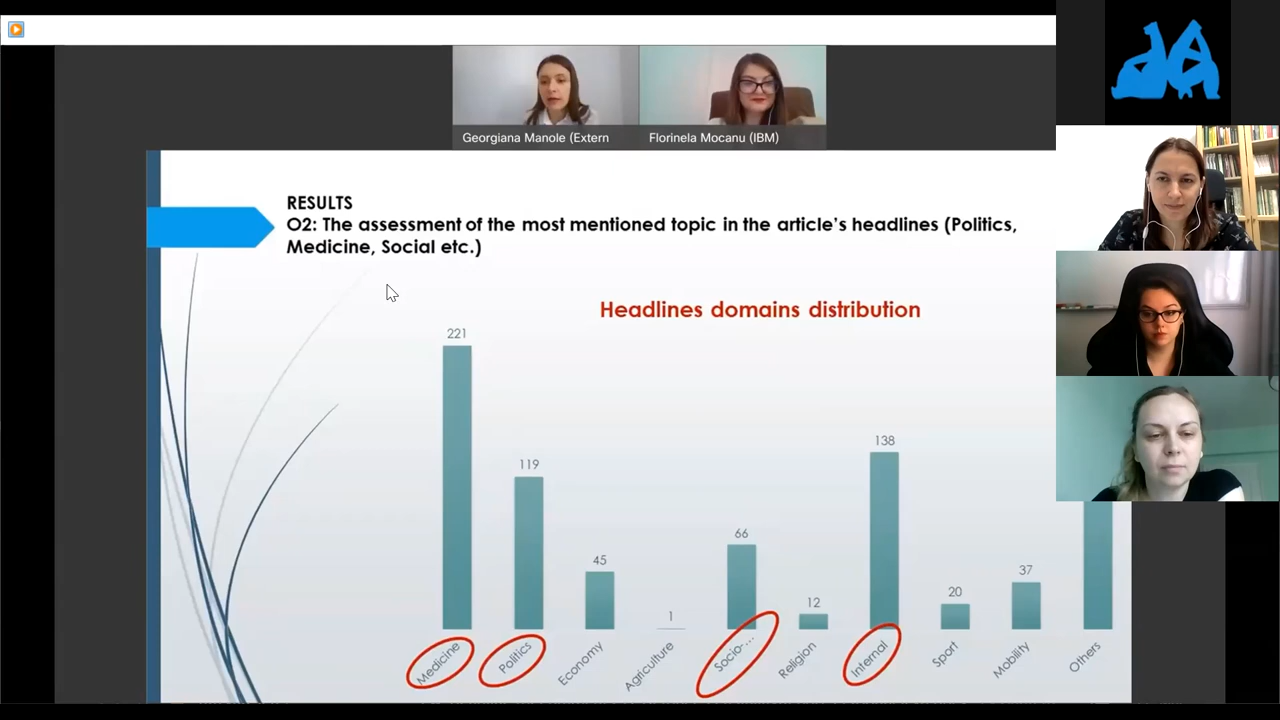 Georgiana Manole (Extern
Florinela Mocanu (IBM)
RESULTS
O2: The assessment of the most mentioned topic in the article's headlines (Politics,
Medicine, Social etc.)
Headlines domains distribution
221
119
45
1
66
12
138
20
37
Medicine
Politics
Economy
Agriculture
Socio-...
Religion
Internal
Sport
Mobility
Others